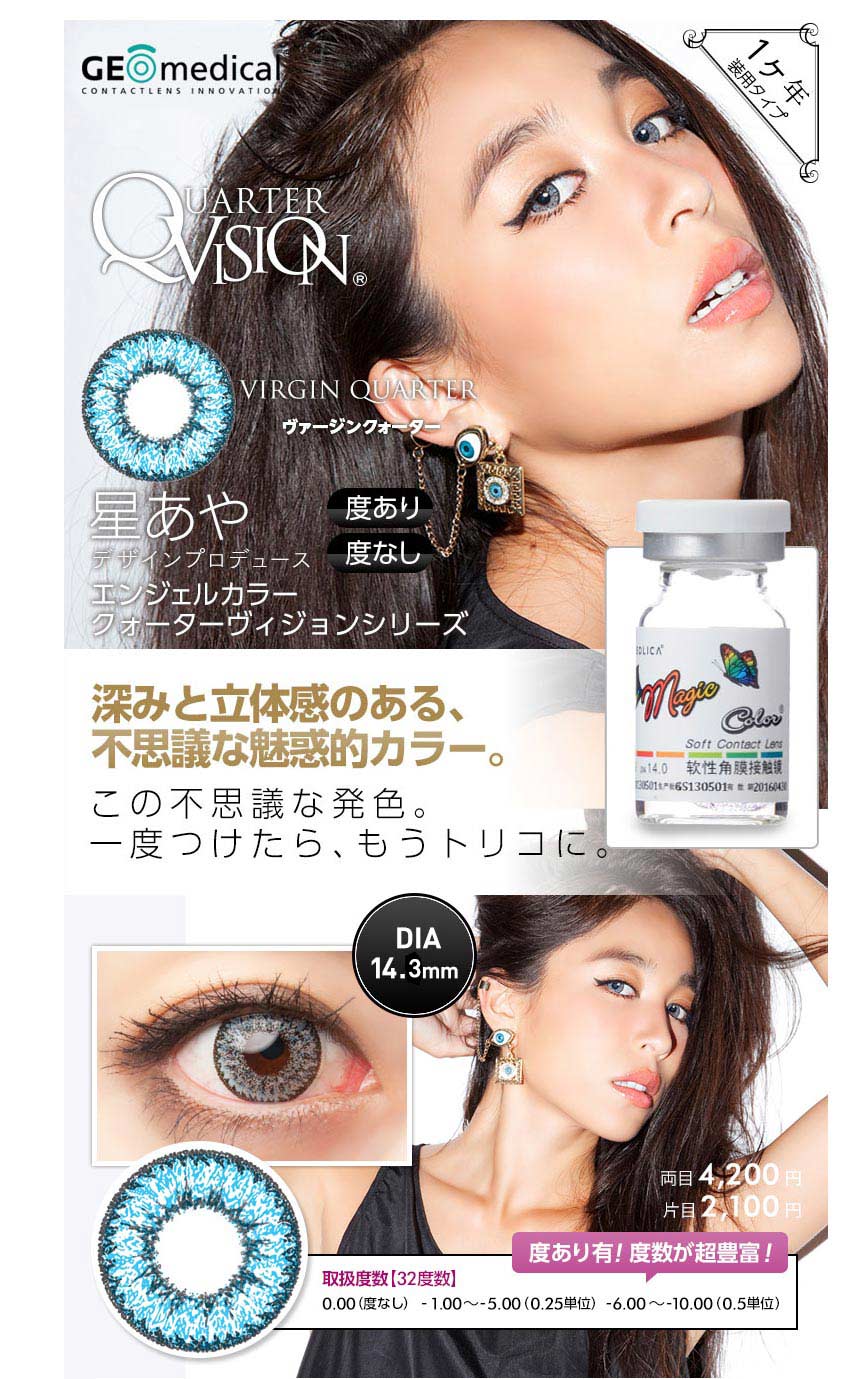 GEOmedical
CONTACTLENS INNOVATION
1ヶ年
装用タイプ
QUARTER
VISION®
VIRGIN QUARTER
ヴァージンクォーター
星あや
デザインプロデュース
エンジェルカラー
クォーターヴィジョンシリーズ
度あり
度なし
Magic
Color®
Soft Contact Lens
DIA 14.0 软性角膜接触镜
深みと立体感のある、
不思議な魅惑的カラー。
この不思議な発色。
一度つけたら、もうトリコに。
DIA
14.3mm
両目 4,200 円
片目 2,100 円
度あり有！度数が超豊富！
取扱度数【32度数】
0.00（度なし） -1.00～-5.00（0.25単位） -6.00～-10.00（0.5単位）